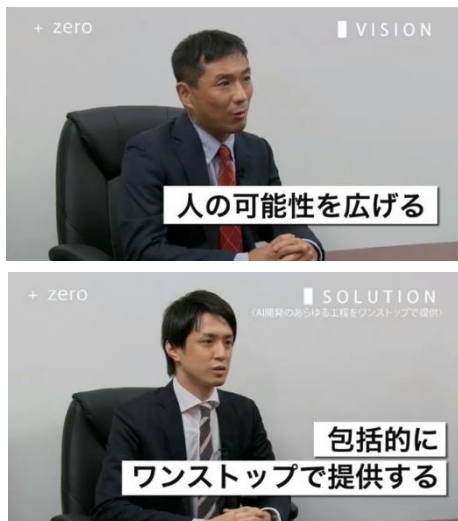 + zero
VISION
人の可能性を広げる
+ zero
SOLUTION
〈AI開発のあらゆる工程をワンストップで提供〉
包括的に
ワンストップで提供する